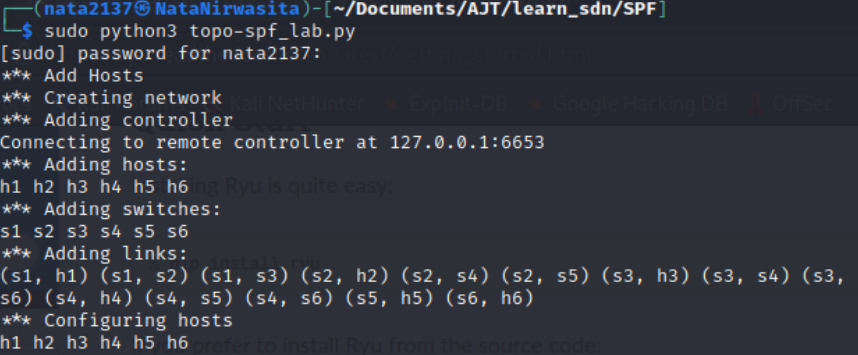 (nata2137㉿NataNirwasita)-[~/Documents/AJT/learn_sdn/SPF]
$ sudo python3 topo-spf_lab.py
[sudo] password for nata2137:
*** Add Hosts
*** Creating network
Kali NetHunter Exploit-DB Google Hacking DB OffSec
*** Adding controller
Connecting to remote controller at 127.0.0.1:6653
*** Adding hosts:
h1 h2 h3 h4 h5 h6
Ryu is quite easy:
*** Adding switches:
s1 s2 s3 s4 s5 s6
*** Adding links:
install ryu
(s1, h1) (s1, s2) (s1, s3) (s2, h2) (s2, s4) (s2, s5) (s3, h3) (s3, s4) (s3,
s6) (s4, h4) (s4, s5) (s4, s6) (s5, h5) (s6, h6)
*** Configuring hosts
h1 h2 h3 h4 h5 h6
prefer to install Ryu from the source code: